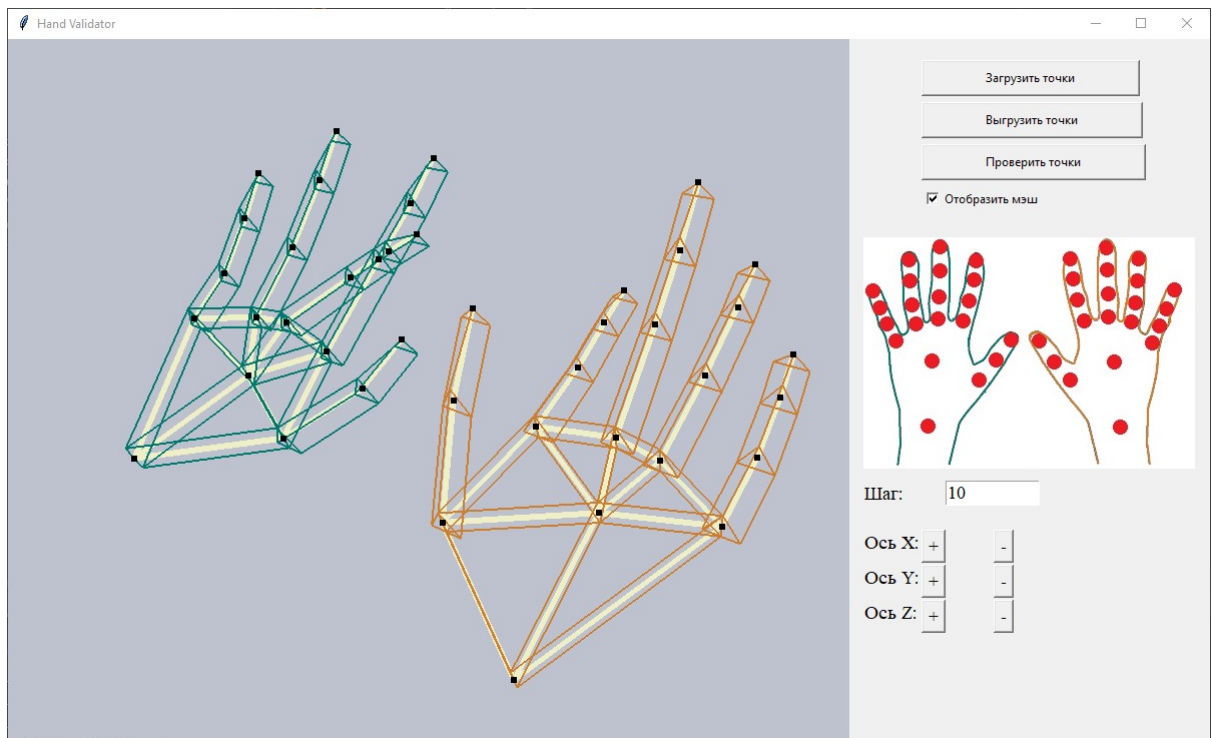 Hand Validator
Загрузить точки
Выгрузить точки
Проверить точки
Отобразить мэш
Шаг: 10
Ось X: + -
Ось Y: + -
Ось Z: + -